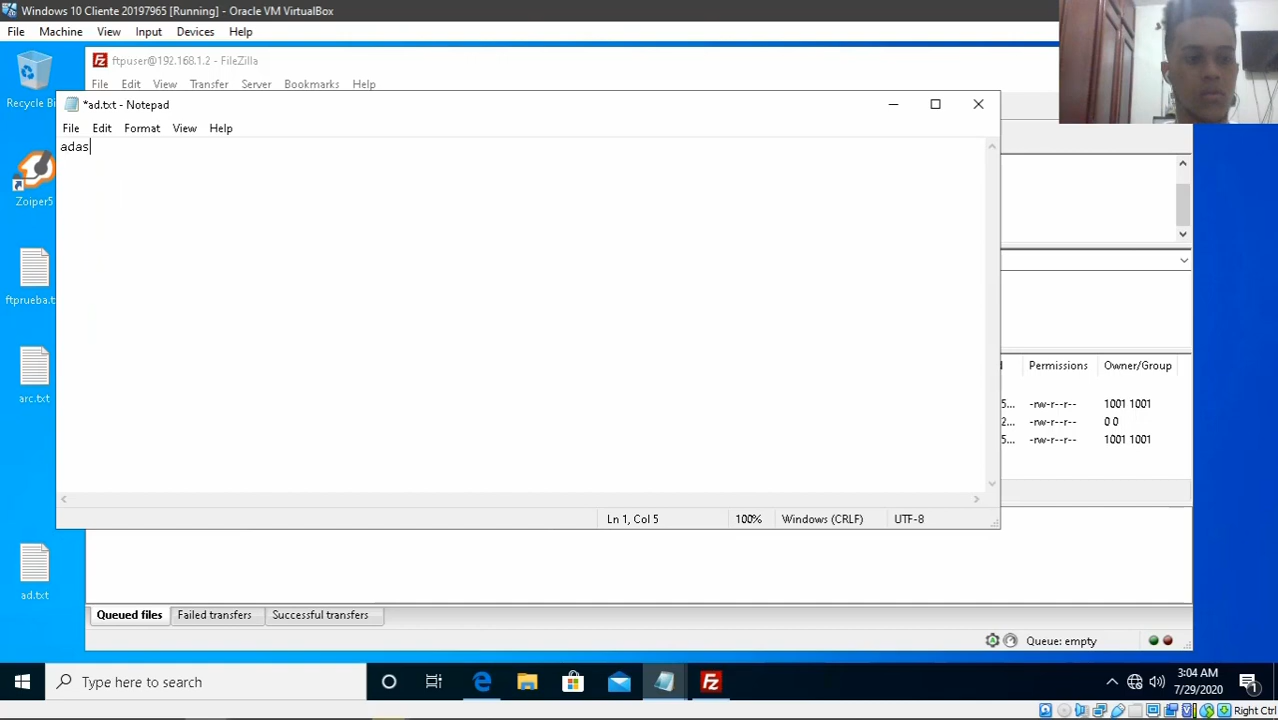 Windows 10 Cliente 20197965 [Running] - Oracle VM VirtualBox
File Machine View Input Devices Help
Recycle Bi
ftpuser@192.168.1.2 - FileZilla
File Edit View Transfer Server Bookmarks Help
*ad.txt - Notepad
File Edit Format View Help
adas
Zoiper5
ftprueba.t
arc.txt
ad.txt
d Permissions Owner/Group
5... -rw-r--r-- 1001 1001
2... -rw-r--r-- 0 0
5... -rw-r--r-- 1001 1001
Ln 1, Col 5 100% Windows (CRLF) UTF-8
Queued files Failed transfers Successful transfers
Queue: empty
Type here to search
3:04 AM
7/29/2020
1
Right Ctrl